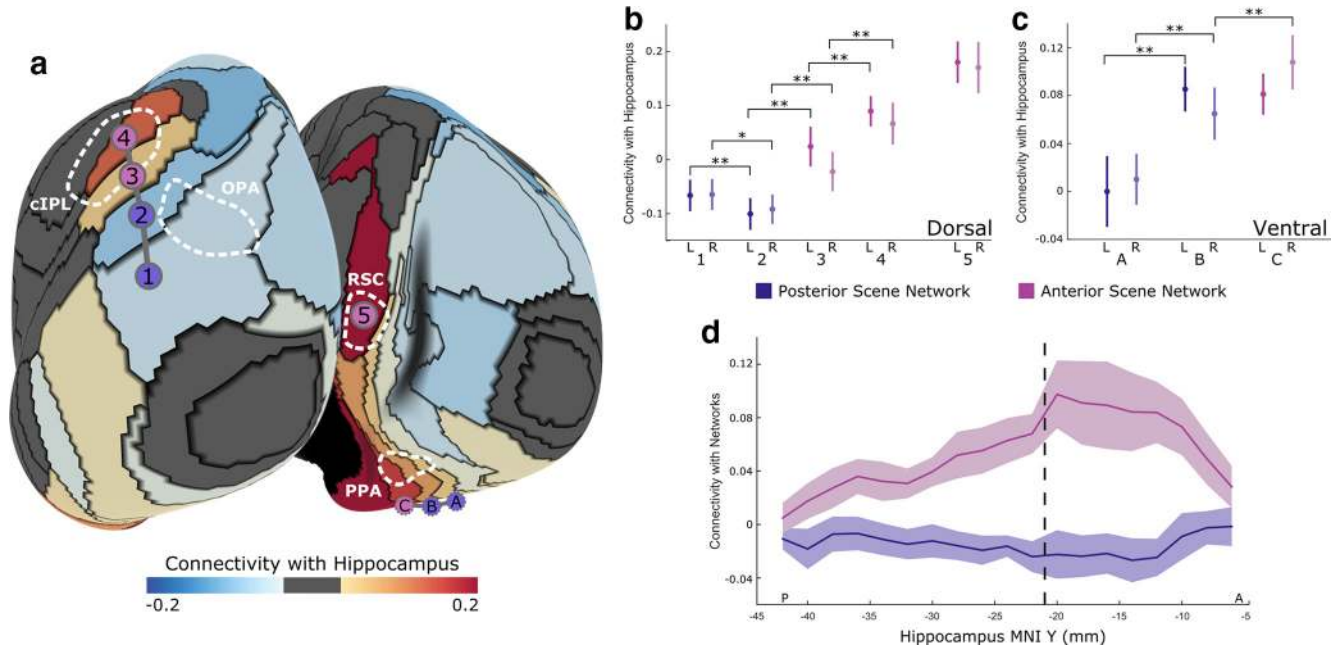 a
4
3
2
1
cIPL
OPA
RSC
5
PPA
C B A
Connectivity with Hippocampus
-0.2 0.2
b
Connectivity with Hippocampus
0.2
0.1
0
-0.1
** * ** ** ** **
L R L R L R L R L R
1 2 3 4 5
Dorsal
c
Connectivity with Hippocampus
0.12
0.08
0.04
0
-0.04
** ** **
L R L R L R
A B C
Ventral
Posterior Scene Network Anterior Scene Network
d
Connectivity with Networks
0.12
0.08
0.04
0
-0.04
P A
-45 -40 -35 -30 -25 -20 -15 -10 -5
Hippocampus MNI Y (mm)